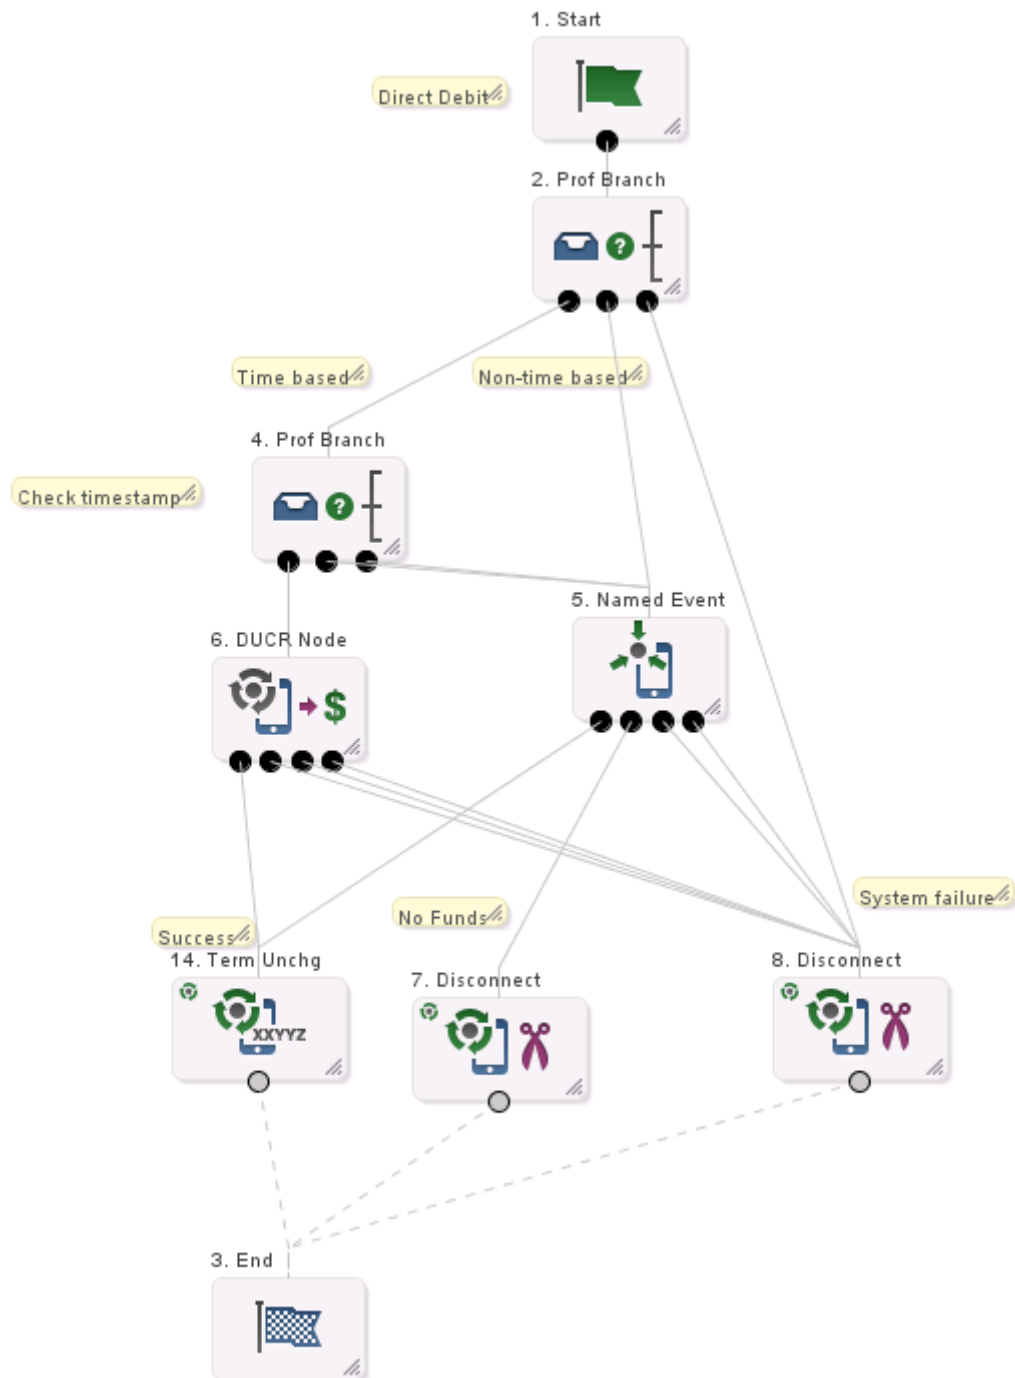 1. Start
Direct Debit
2. Prof Branch
?
Time based
Non-time based
4. Prof Branch
Check timestamp
?
5. Named Event
6. DUCR Node
$
System failure
No Funds
Success
14. Term Unchg
7. Disconnect
8. Disconnect
XXYYZ
3. End